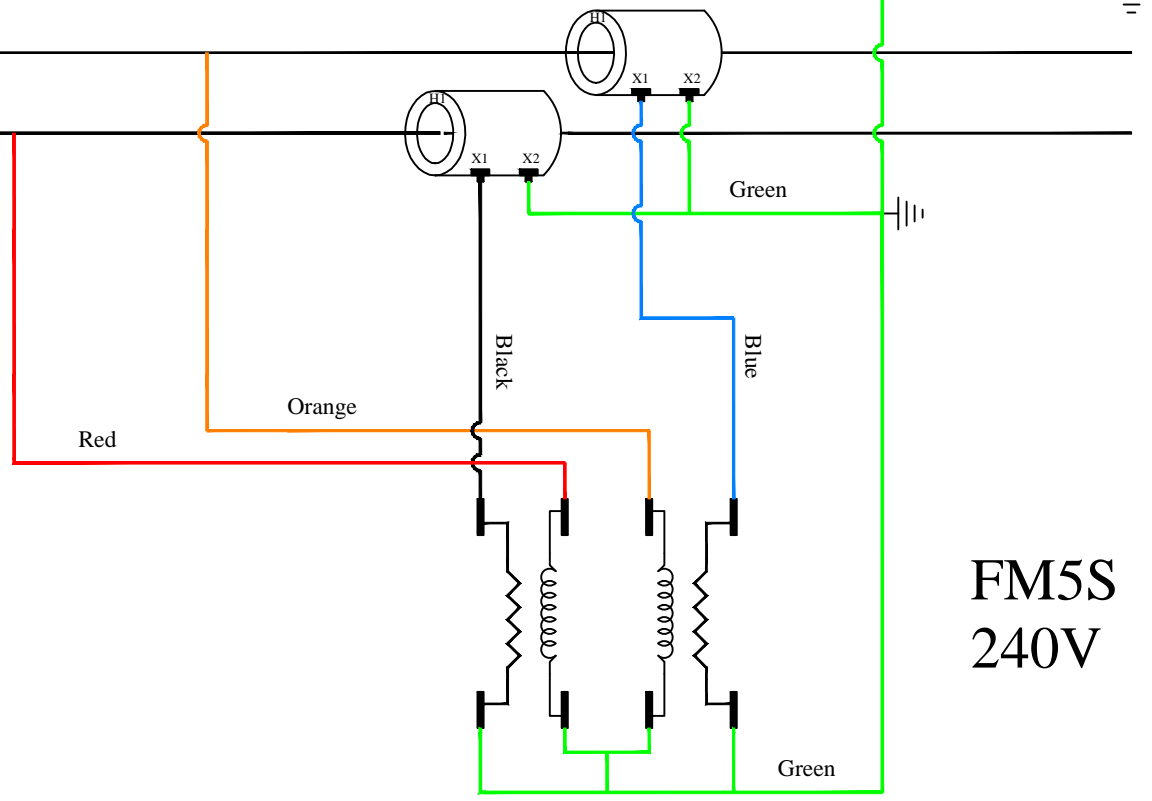 H1
X1
X2
H1
X1
X2
Green
Black
Blue
Orange
Red
FM5S
240V
Green